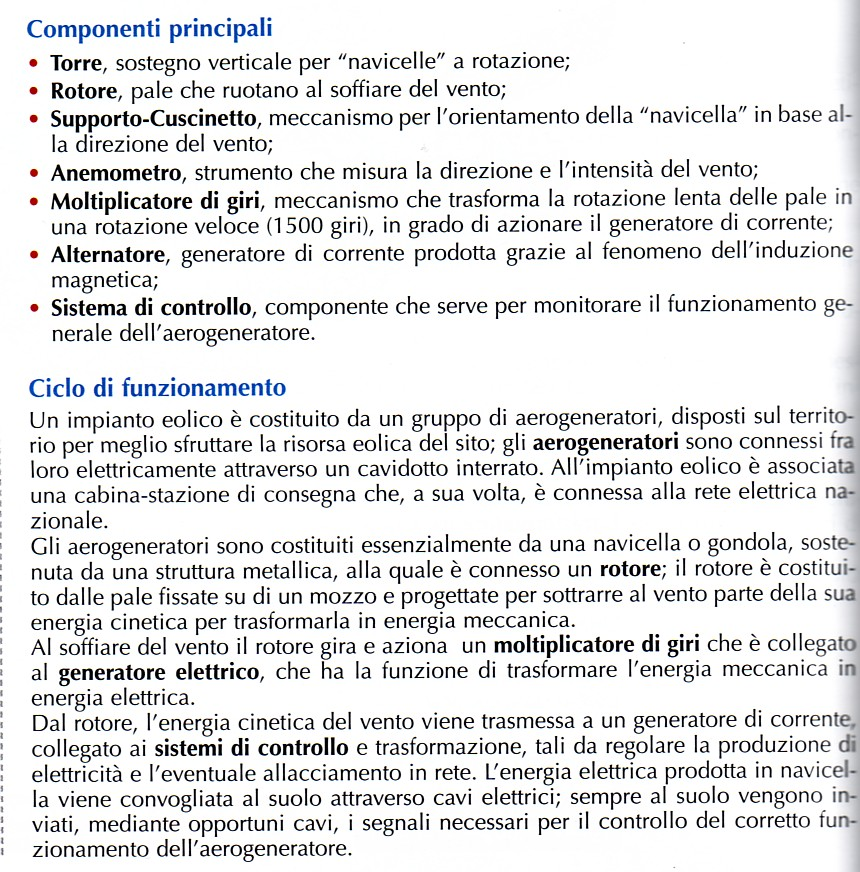 Componenti principali
• Torre, sostegno verticale per “navicelle” a rotazione;
• Rotore, pale che ruotano al soffiare del vento;
• Supporto-Cuscinetto, meccanismo per l’orientamento della “navicella” in base al-
la direzione del vento;
• Anemometro, strumento che misura la direzione e l’intensità del vento;
• Moltiplicatore di giri, meccanismo che trasforma la rotazione lenta delle pale in
una rotazione veloce (1500 giri), in grado di azionare il generatore di corrente;
• Alternatore, generatore di corrente prodotta grazie al fenomeno dell’induzione
magnetica;
• Sistema di controllo, componente che serve per monitorare il funzionamento ge-
nerale dell’aerogeneratore.
Ciclo di funzionamento
Un impianto eolico è costituito da un gruppo di aerogeneratori, disposti sul territo-
rio per meglio sfruttare la risorsa eolica del sito; gli aerogeneratori sono connessi fra
loro elettricamente attraverso un cavidotto interrato. All’impianto eolico è associata
una cabina-stazione di consegna che, a sua volta, è connessa alla rete elettrica na-
zionale.
Gli aerogeneratori sono costituiti essenzialmente da una navicella o gondola, soste-
nuta da una struttura metallica, alla quale è connesso un rotore; il rotore è costitui-
to dalle pale fissate su di un mozzo e progettate per sottrarre al vento parte della sua
energia cinetica per trasformarla in energia meccanica.
Al soffiare del vento il rotore gira e aziona un moltiplicatore di giri che è collegato
al generatore elettrico, che ha la funzione di trasformare l’energia meccanica in
energia elettrica.
Dal rotore, l’energia cinetica del vento viene trasmessa a un generatore di corrente,
collegato ai sistemi di controllo e trasformazione, tali da regolare la produzione di
elettricità e l’eventuale allacciamento in rete. L’energia elettrica prodotta in navicel-
la viene convogliata al suolo attraverso cavi elettrici; sempre al suolo vengono in-
viati, mediante opportuni cavi, i segnali necessari per il controllo del corretto fun-
zionamento dell’aerogeneratore.